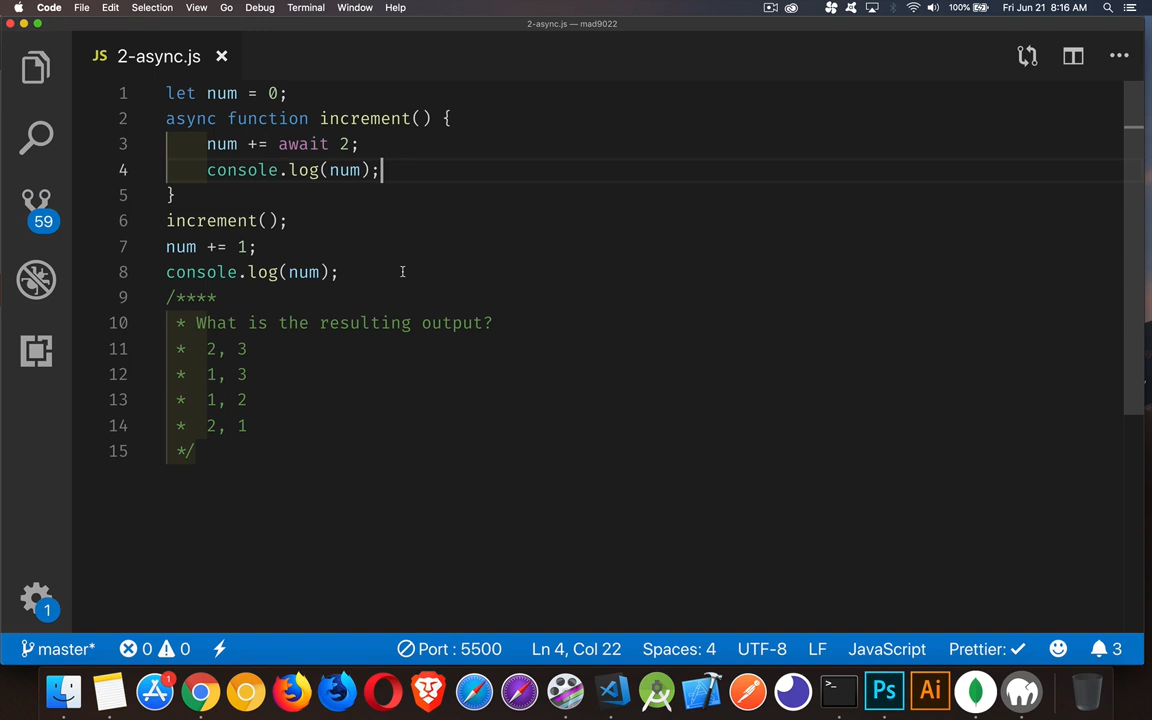 Code File Edit Selection View Go Debug Terminal Window Help 100% Fri Jun 21 8:16 AM
2-async.js — mad9022
JS 2-async.js ×
1 let num = 0;
2 async function increment() {
3 num += await 2;
4 console.log(num);
5 }
6 increment();
7 num += 1;
8 console.log(num);
9 /****
10 * What is the resulting output?
11 * 2, 3
12 * 1, 3
13 * 1, 2
14 * 2, 1
15 */
59
1
master* 0 0 Port : 5500 Ln 4, Col 22 Spaces: 4 UTF-8 LF JavaScript Prettier: ✓ 3
1
>_
Ps
Ai